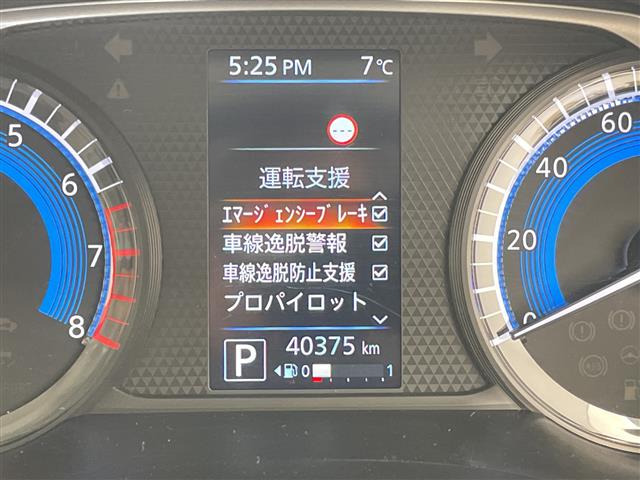 5:25 PM 7℃
---
運転支援
ｴﾏｰｼﾞｪﾝｼｰﾌﾞﾚｰｷ
車線逸脱警報
車線逸脱防止支援
プロパイロット
P 40375 km
0 1
5
6
7
8
60
40
20
0